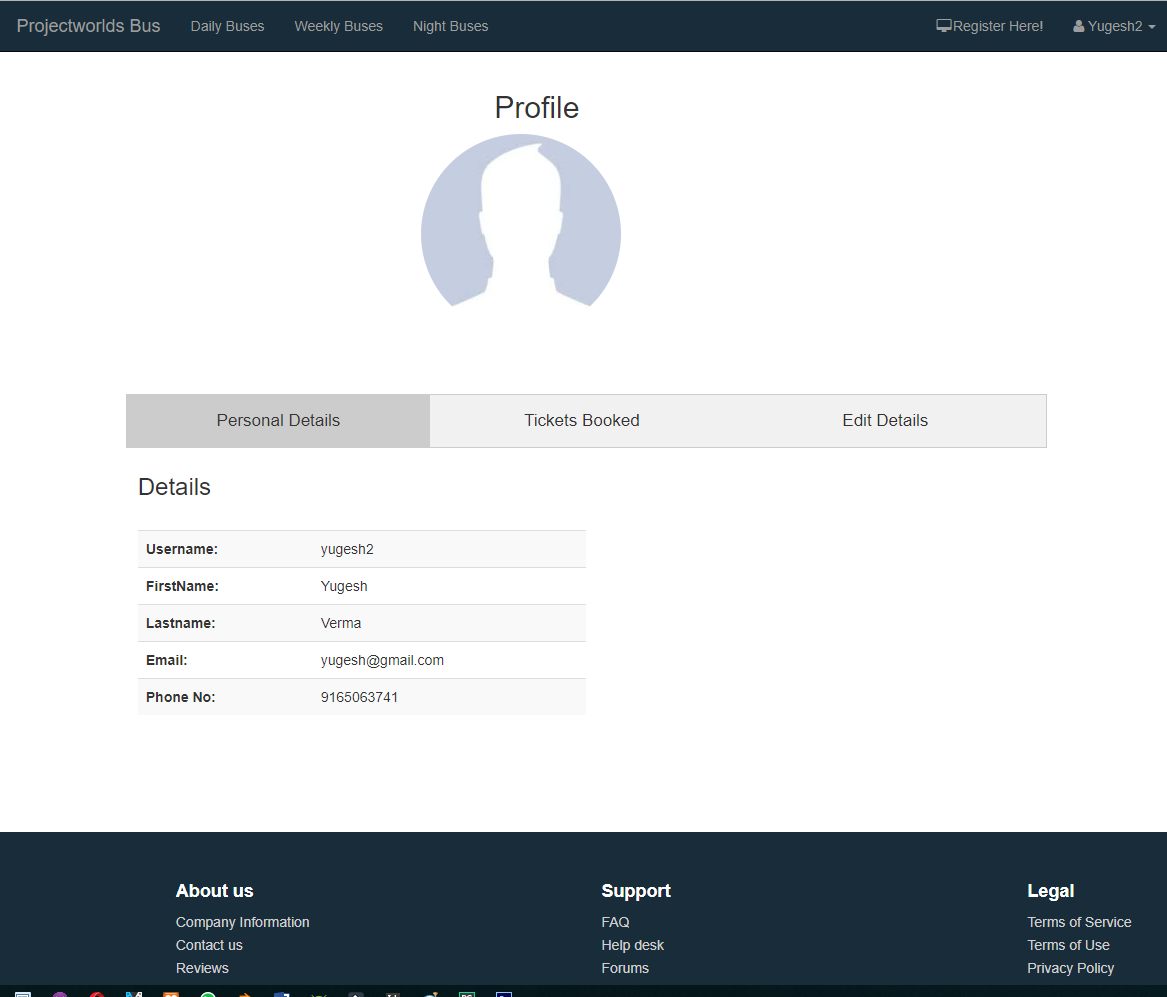 Projectworlds Bus Daily Buses Weekly Buses Night Buses Register Here! Yugesh2
Profile
Personal Details Tickets Booked Edit Details
Details
Username: yugesh2
FirstName: Yugesh
Lastname: Verma
Email: yugesh@gmail.com
Phone No: 9165063741
About us Support Legal
Company Information FAQ Terms of Service
Contact us Help desk Terms of Use
Reviews Forums Privacy Policy